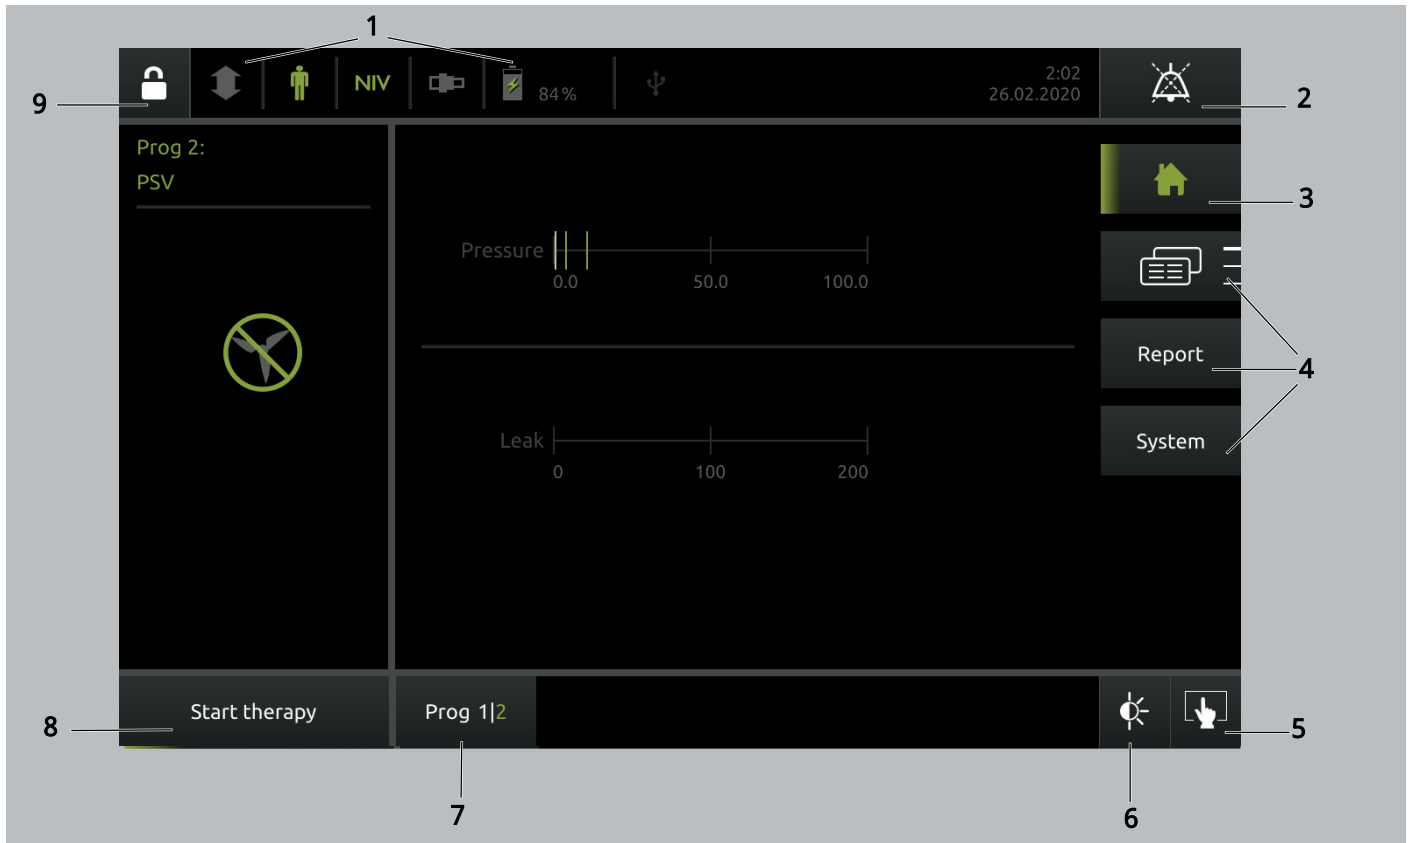 1
NIV
84%
2:02
26.02.2020
2
9
Prog 2:
PSV
3
Pressure
0.0 50.0 100.0
Report
4
Leak
0 100 200
System
Start therapy
Prog 1|2
8
5
7
6